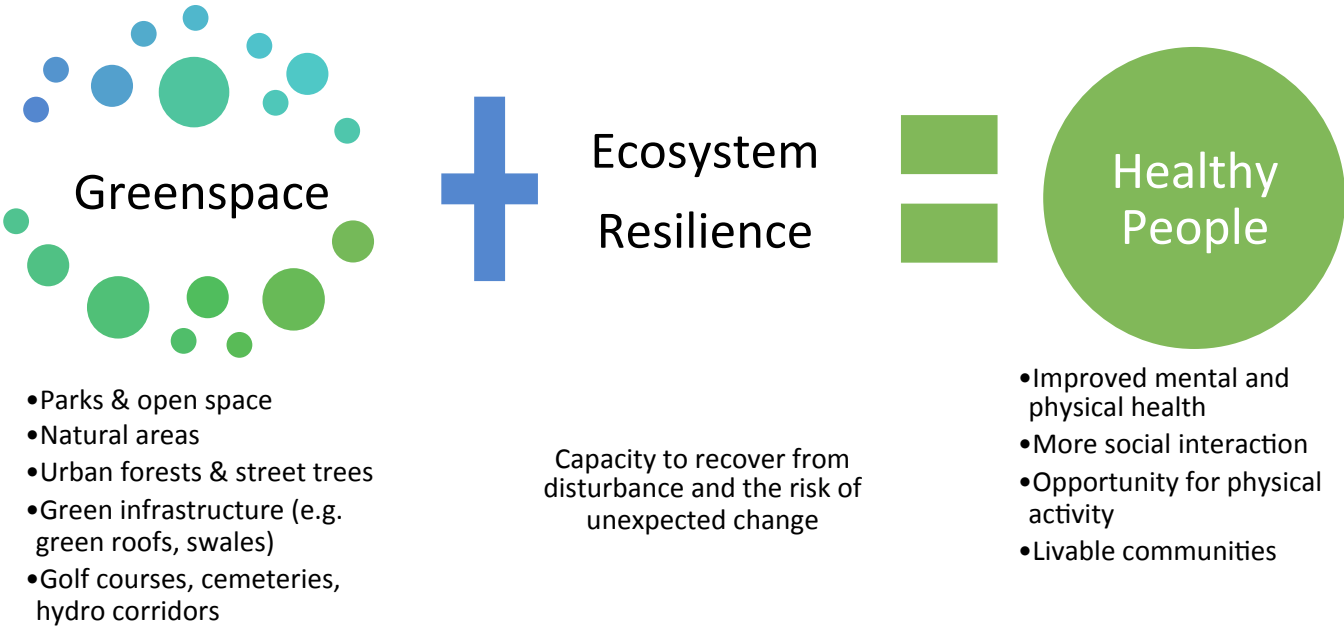 Greenspace
•Parks & open space
•Natural areas
•Urban forests & street trees
•Green infrastructure (e.g.
green roofs, swales)
•Golf courses, cemeteries,
hydro corridors
Ecosystem
Resilience
Capacity to recover from
disturbance and the risk of
unexpected change
Healthy
People
•Improved mental and
physical health
•More social interaction
•Opportunity for physical
activity
•Livable communities